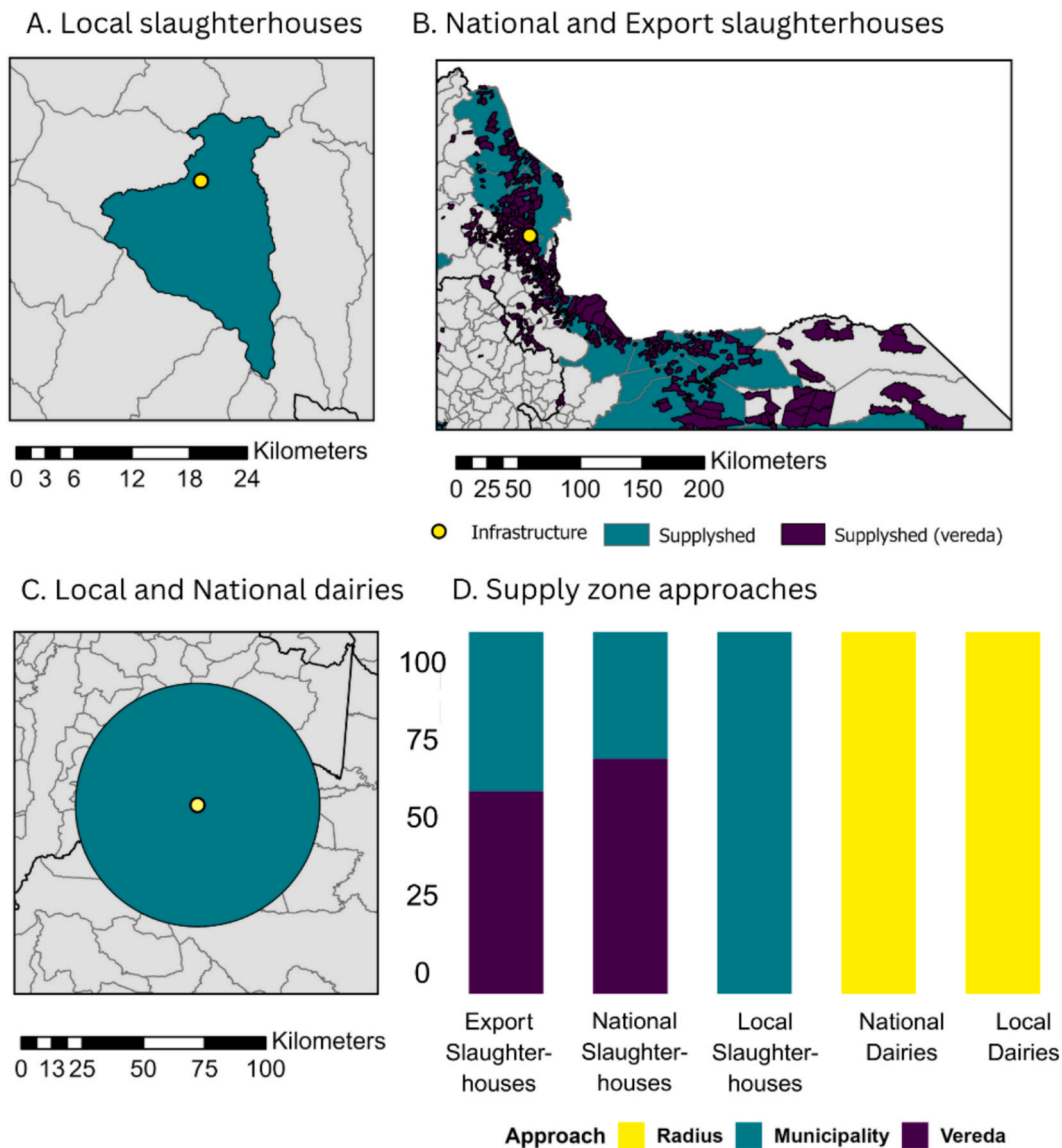 A. Local slaughterhouses
B. National and Export slaughterhouses
Kilometers
0 3 6 12 18 24
Kilometers
0 25 50 100 150 200
Infrastructure Supplyshed Supplyshed (vereda)
C. Local and National dairies
D. Supply zone approaches
100
75
50
25
0
Kilometers
0 13 25 50 75 100
Export
Slaughter-
houses
National
Slaughter-
houses
Local
Slaughter-
houses
National
Dairies
Local
Dairies
Approach Radius Municipality Vereda